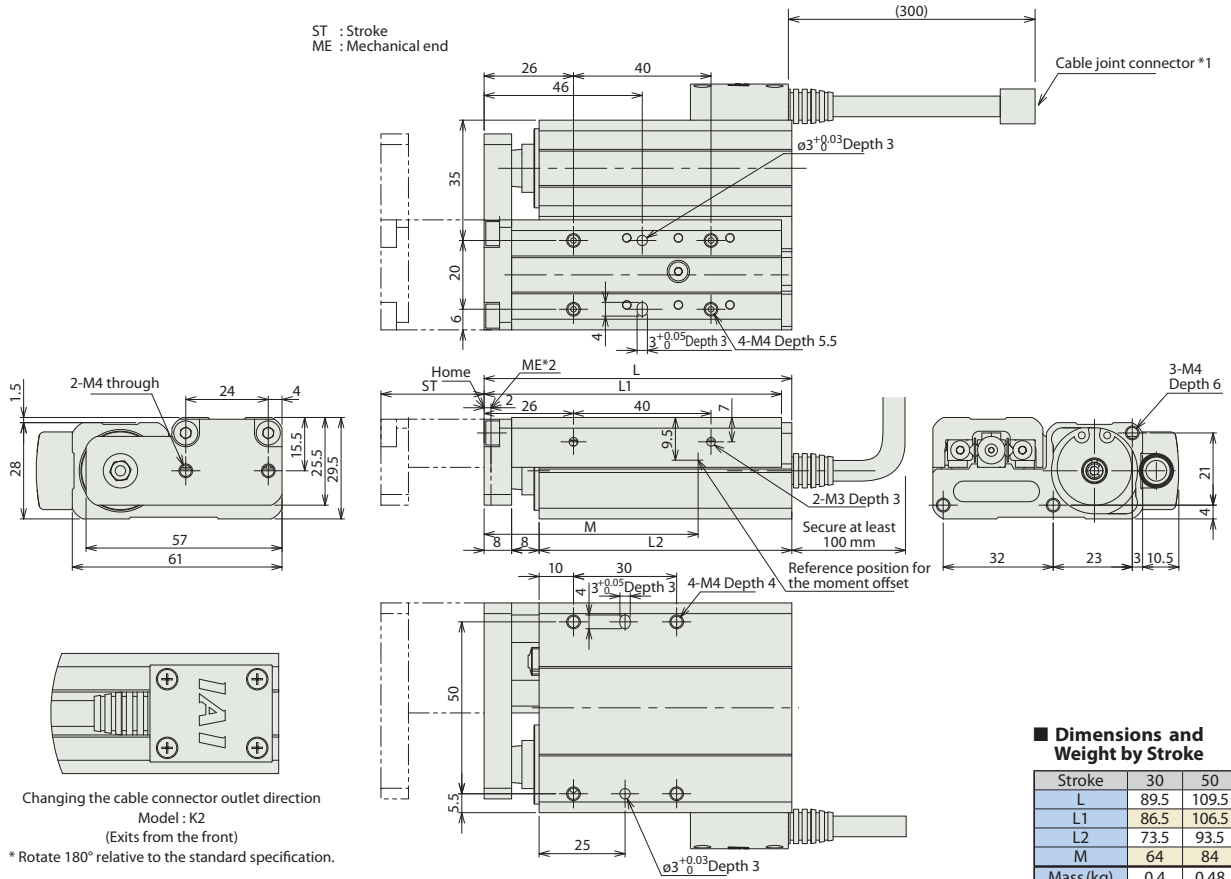 ST : Stroke
ME : Mechanical end
(300)
Cable joint connector *1
26
40
46
ø3+0.03 0 Depth 3
35
20
6
4
3+0.05 0 Depth 3
4-M4 Depth 5.5
2-M4 through
24
4
1.5
28
15.5
25.5
29.5
57
61
Home
ME*2
ST
L
L1
2
26
40
7
9.5
2-M3 Depth 3
M
8
8
L2
Secure at least
100 mm
Reference position for
the moment offset
3-M4
Depth 6
21
4
32
23
3
10.5
10
30
4-M4 Depth 4
3+0.05 0 Depth 3
4
50
5.5
25
ø3+0.03 0 Depth 3
IAI
Changing the cable connector outlet direction
Model : K2
(Exits from the front)
* Rotate 180° relative to the standard specification.
■ Dimensions and
Weight by Stroke
Stroke 30 50
L 89.5 109.5
L1 86.5 106.5
L2 73.5 93.5
M 64 84
Mass (kg) 0.4 0.48